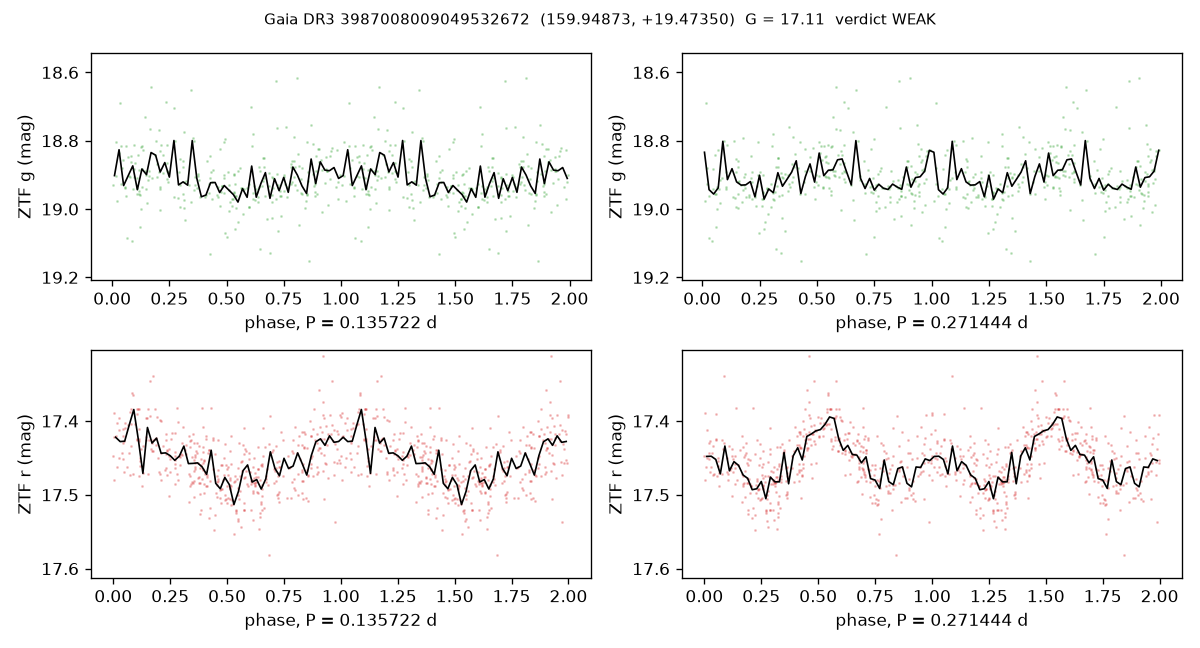 Gaia DR3 3987008009049532672 (159.94873, +19.47350) G = 17.11 verdict WEAK
ZTF g (mag)
18.6
18.8
19.0
19.2
0.00 0.25 0.50 0.75 1.00 1.25 1.50 1.75 2.00
phase, P = 0.135722 d
ZTF g (mag)
18.6
18.8
19.0
19.2
0.00 0.25 0.50 0.75 1.00 1.25 1.50 1.75 2.00
phase, P = 0.271444 d
ZTF r (mag)
17.4
17.5
17.6
0.00 0.25 0.50 0.75 1.00 1.25 1.50 1.75 2.00
phase, P = 0.135722 d
ZTF r (mag)
17.4
17.5
17.6
0.00 0.25 0.50 0.75 1.00 1.25 1.50 1.75 2.00
phase, P = 0.271444 d